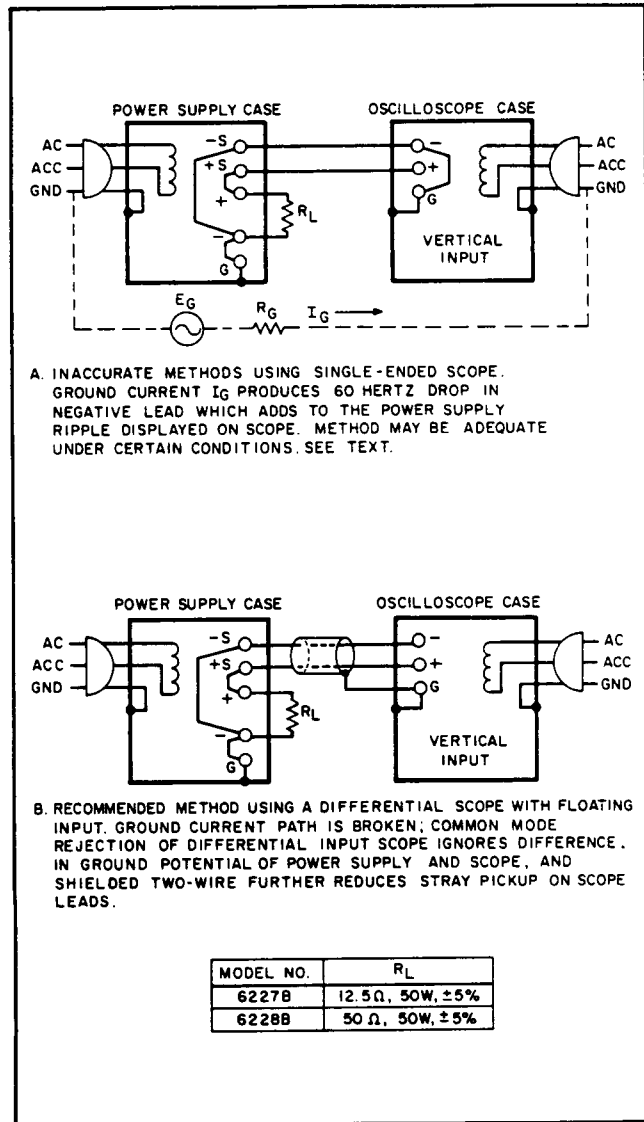 POWER SUPPLY CASE
OSCILLOSCOPE CASE
AC
ACC
GND
-S
+S
+
-
G
RL
-
+
G
VERTICAL
INPUT
AC
ACC
GND
EG
RG
IG
A. INACCURATE METHODS USING SINGLE-ENDED SCOPE.
GROUND CURRENT IG PRODUCES 60 HERTZ DROP IN
NEGATIVE LEAD WHICH ADDS TO THE POWER SUPPLY
RIPPLE DISPLAYED ON SCOPE. METHOD MAY BE ADEQUATE
UNDER CERTAIN CONDITIONS. SEE TEXT.
POWER SUPPLY CASE
OSCILLOSCOPE CASE
AC
ACC
GND
-S
+S
+
-
G
RL
-
+
G
VERTICAL
INPUT
AC
ACC
GND
B. RECOMMENDED METHOD USING A DIFFERENTIAL SCOPE WITH FLOATING
INPUT. GROUND CURRENT PATH IS BROKEN; COMMON MODE
REJECTION OF DIFFERENTIAL INPUT SCOPE IGNORES DIFFERENCE.
IN GROUND POTENTIAL OF POWER SUPPLY AND SCOPE, AND
SHIELDED TWO-WIRE FURTHER REDUCES STRAY PICKUP ON SCOPE
LEADS.
MODEL NO. RL
6227B 12.5Ω, 50W, ±5%
6228B 50 Ω, 50W, ±5%